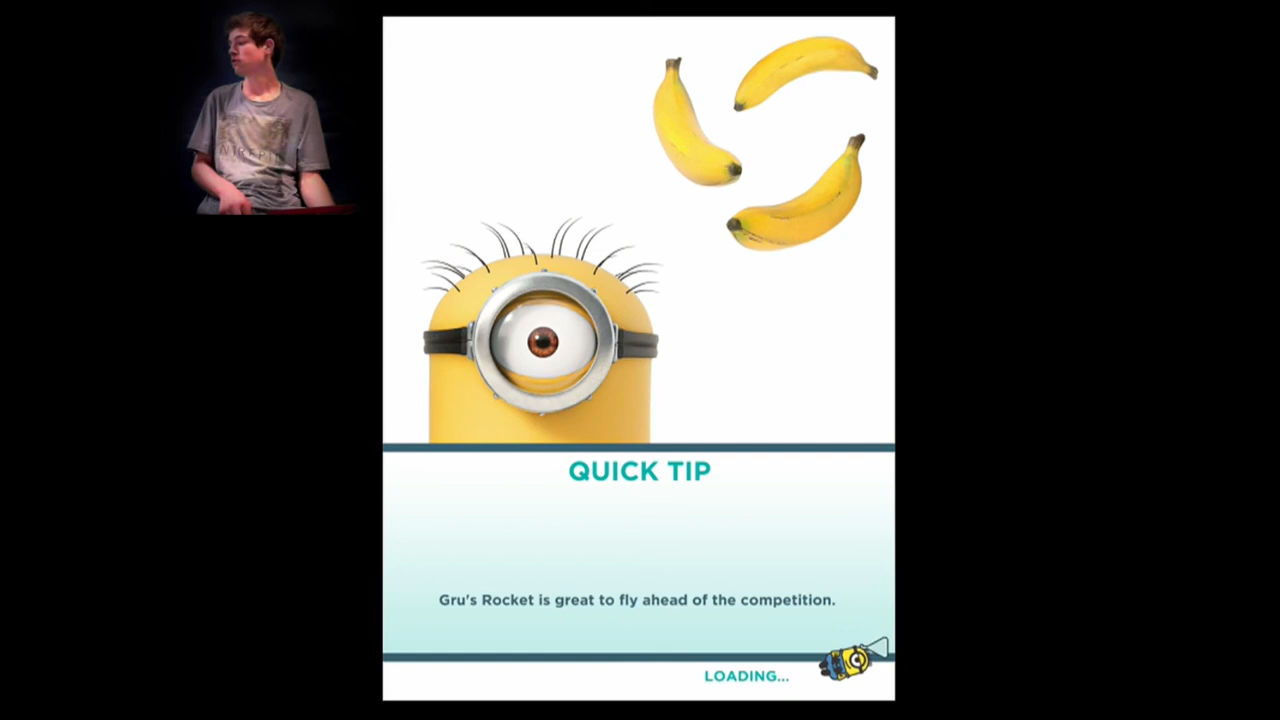 QUICK TIP
Gru's Rocket is great to fly ahead of the competition.
LOADING...